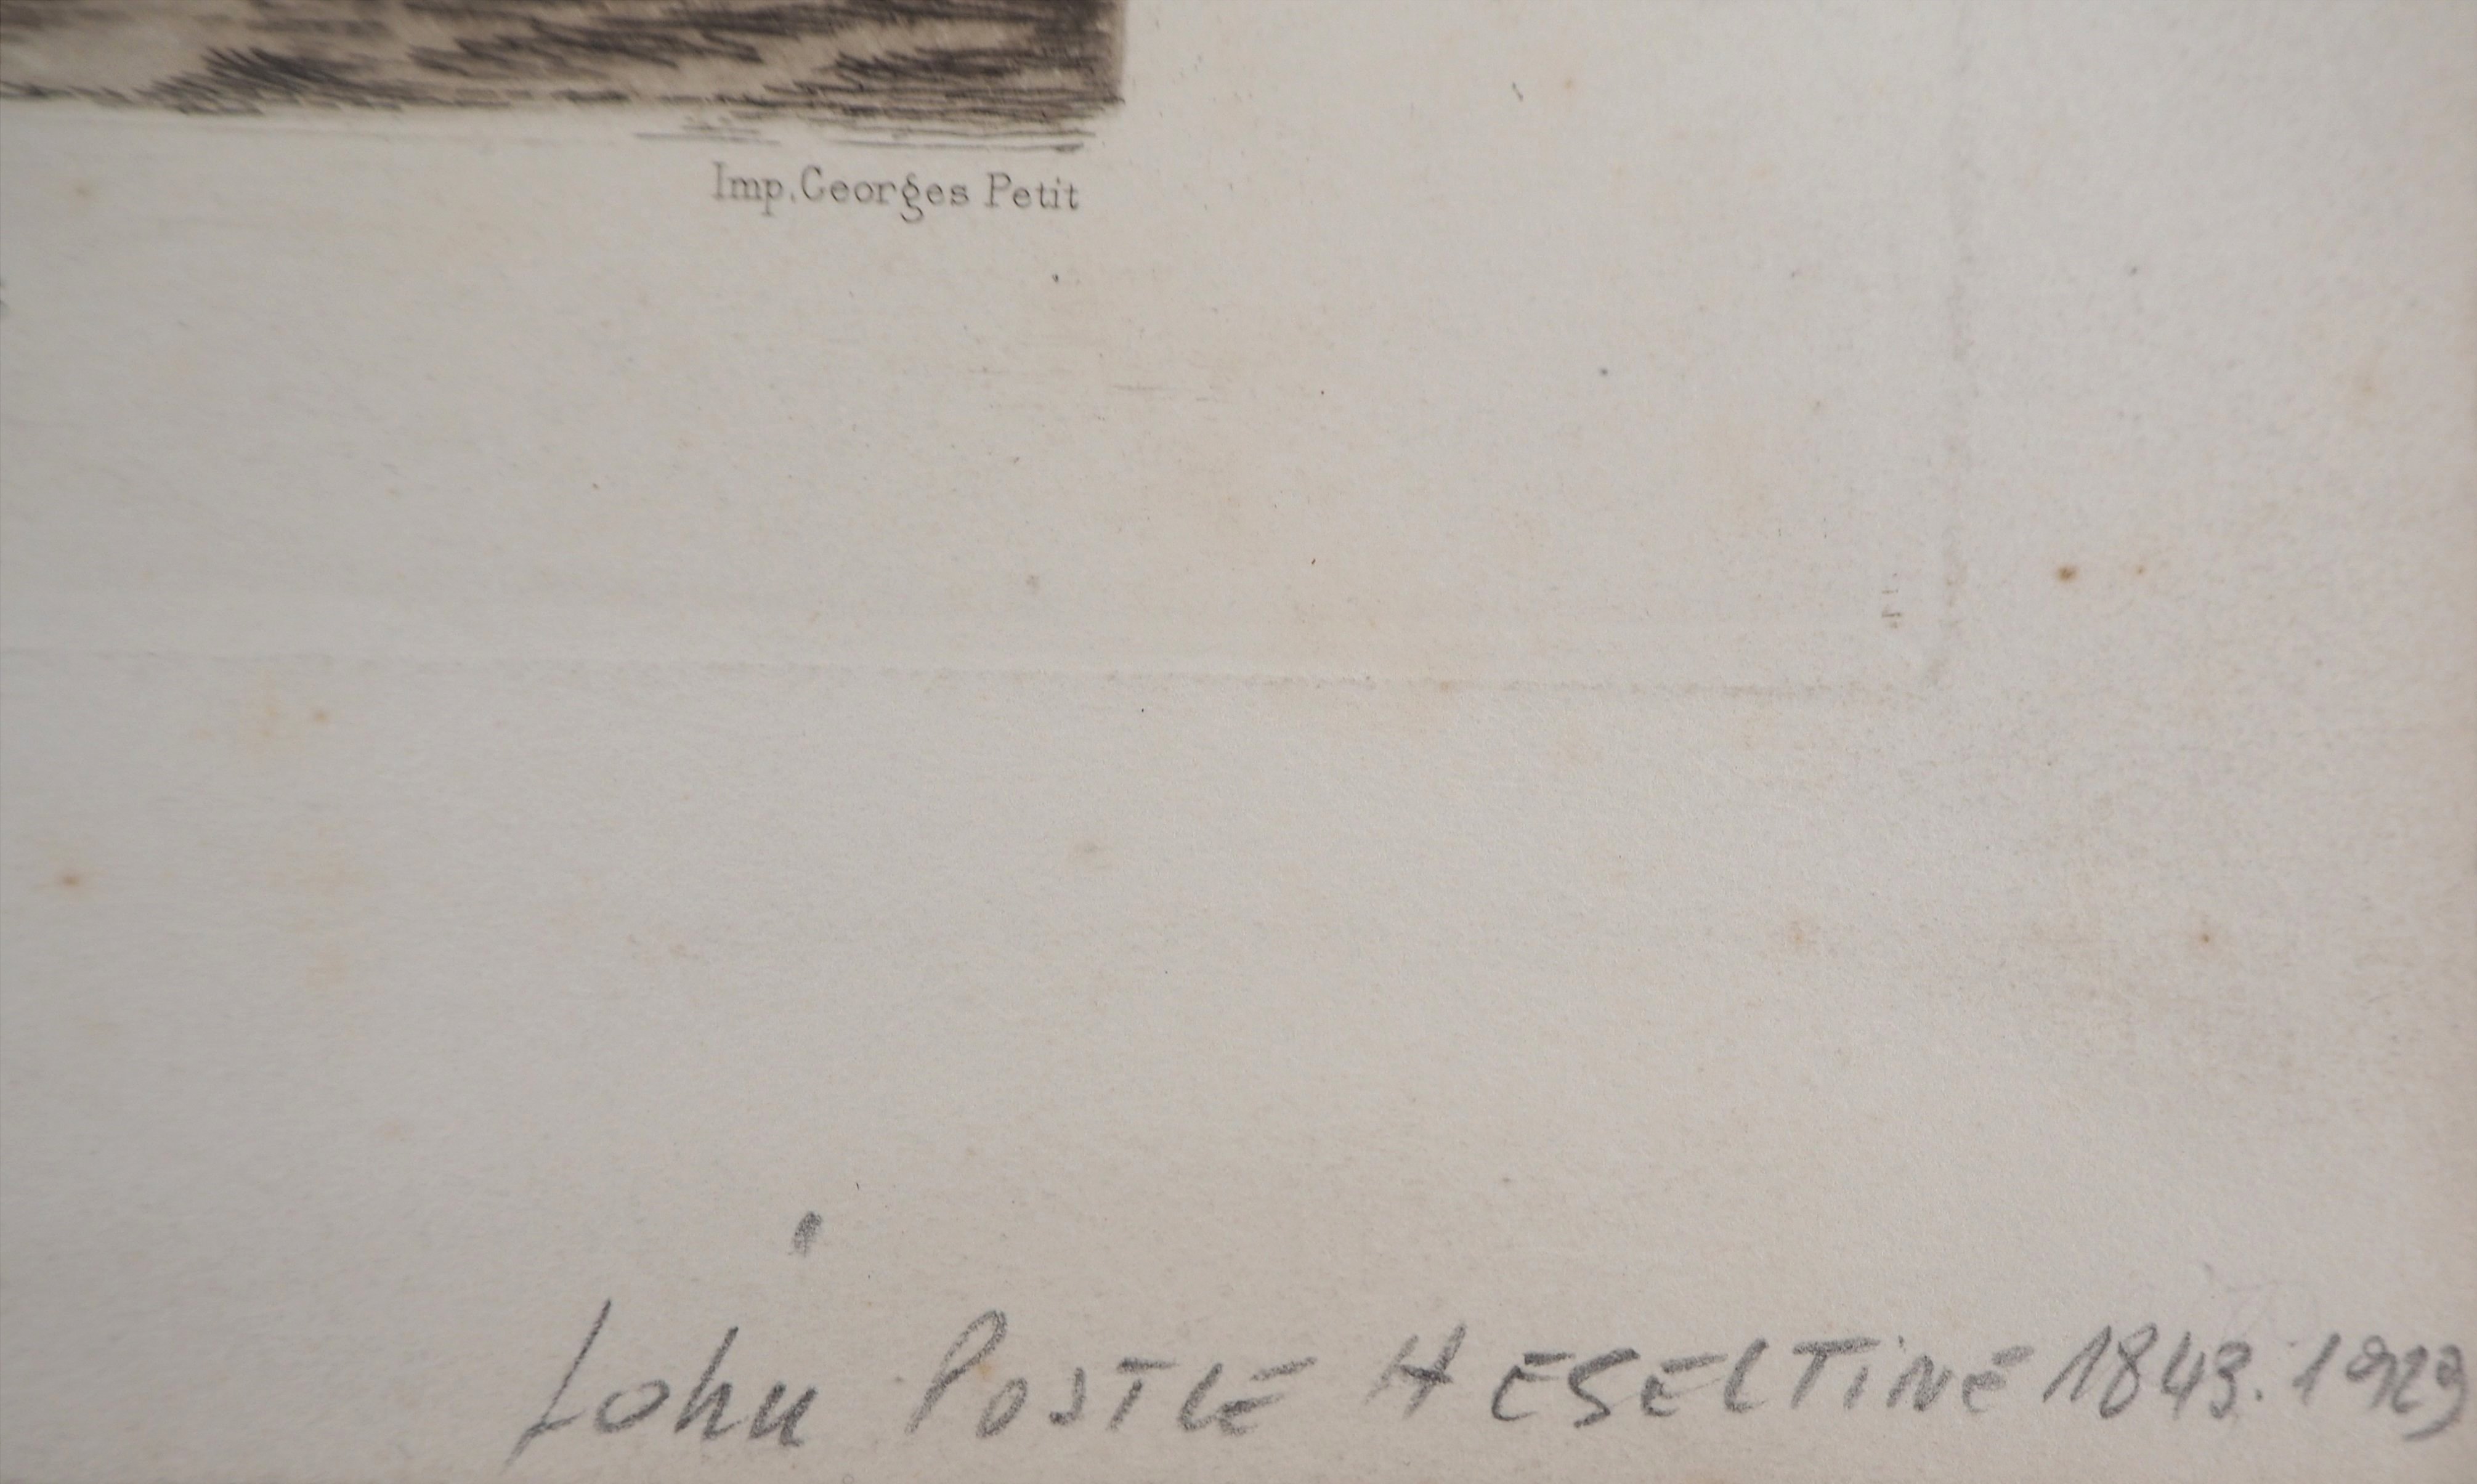 Imp. Georges Petit
John POSTLE HESELTiNE 1843.1929